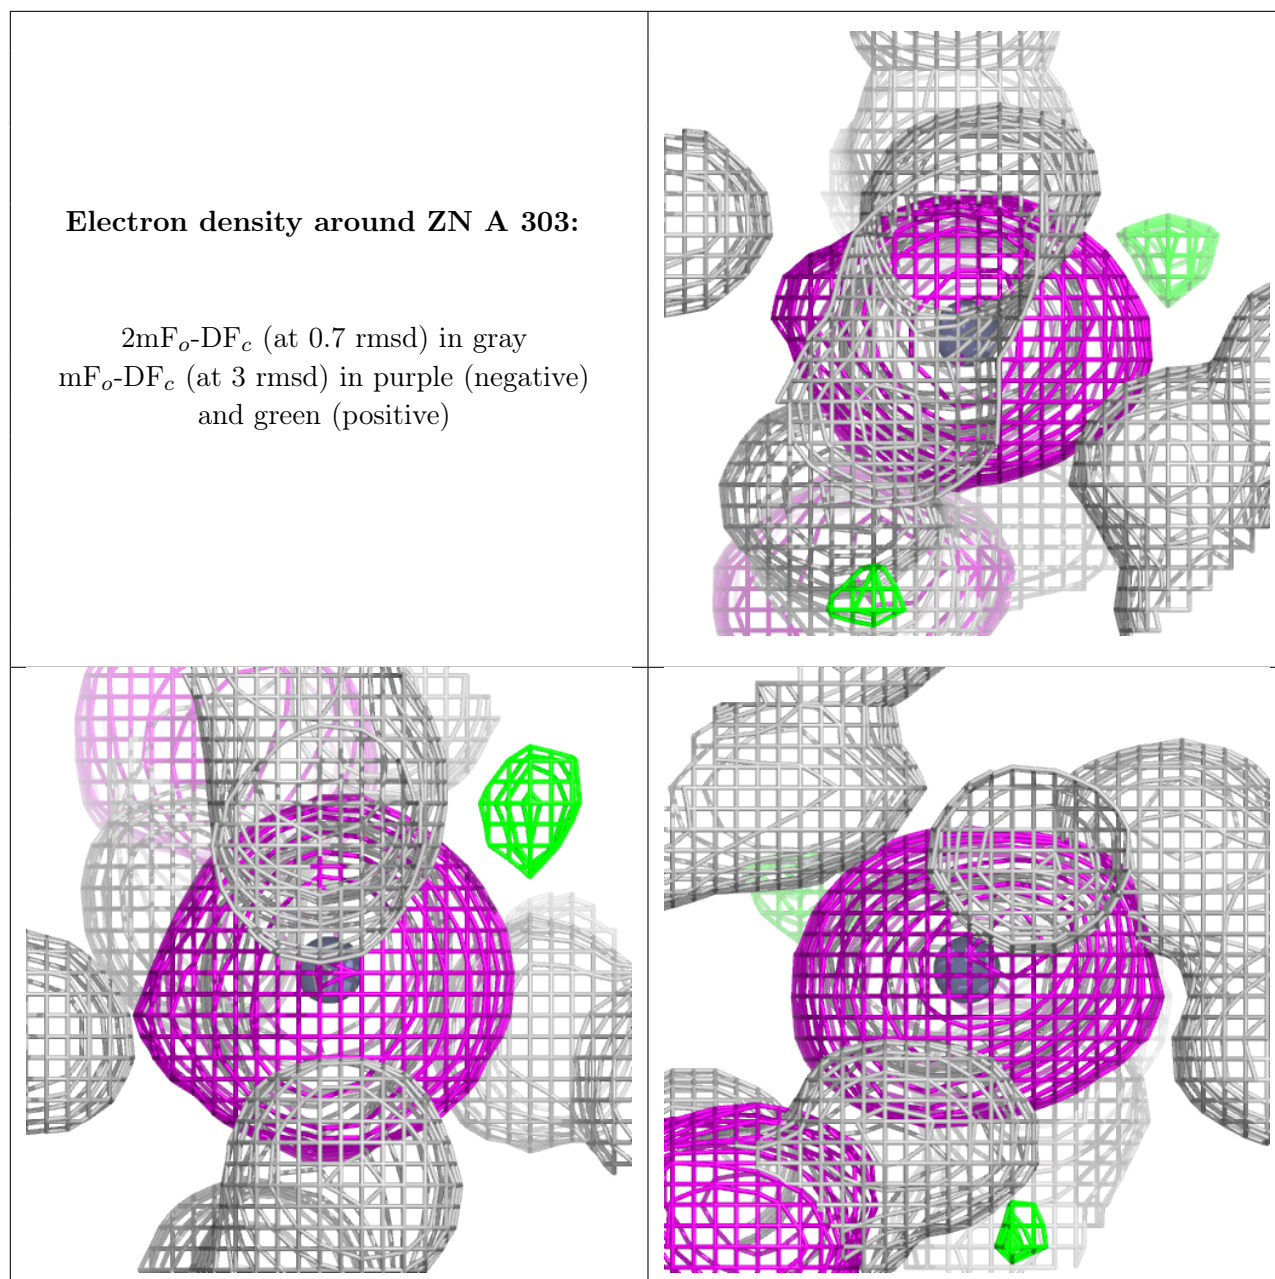 Electron density around ZN A 303:
2mFo-DFc (at 0.7 rmsd) in gray
mFo-DFc (at 3 rmsd) in purple (negative)
and green (positive)